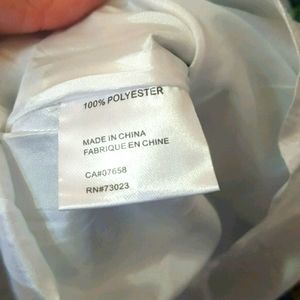 100% POLYESTER
MADE IN CHINA
FABRIQUE EN CHINE
CA#07658
RN#73023